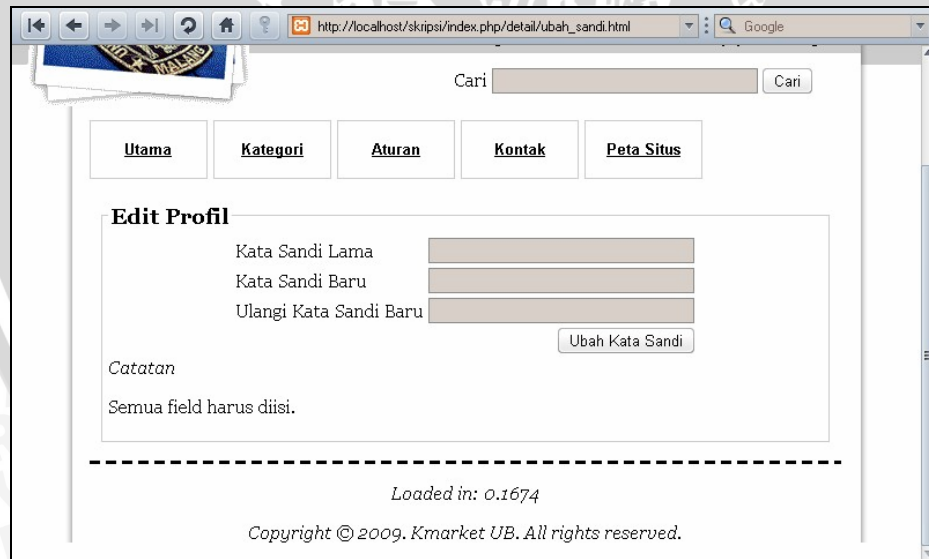 http://localhost/skripsi/index.php/detail/ubah_sandi.html Google
MALANG
Cari Cari
Utama Kategori Aturan Kontak Peta Situs
Edit Profil
Kata Sandi Lama
Kata Sandi Baru
Ulangi Kata Sandi Baru
Ubah Kata Sandi
Catatan
Semua field harus diisi.
Loaded in: 0.1674
Copyright © 2009. Kmarket UB. All rights reserved.